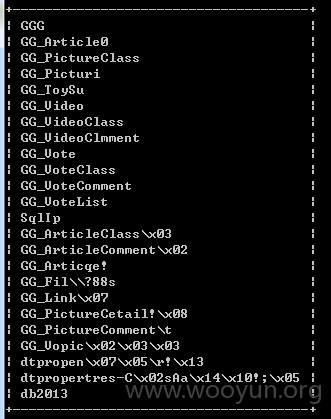 GGG
GG_Article0
GG_PictureClass
GG_Picturi
GG_ToySu
GG_Video
GG_VideoClass
GG_VideoClmment
GG_Vote
GG_VoteClass
GG_VoteComment
GG_VoteList
SqlIp
GG_ArticleClass\x03
GG_ArticleComment\x02
GG_Articqe!
GG_Fil\\?88s
GG_Link\x07
GG_PictureCetail!\x08
GG_PictureComment\t
GG_Vopic\x02\x03\x03
dtpropen\x07\x05\r!\x13
dtpropertres-C\x02sAa\x14\x10!;\x05
db2013
www.wooyun.org